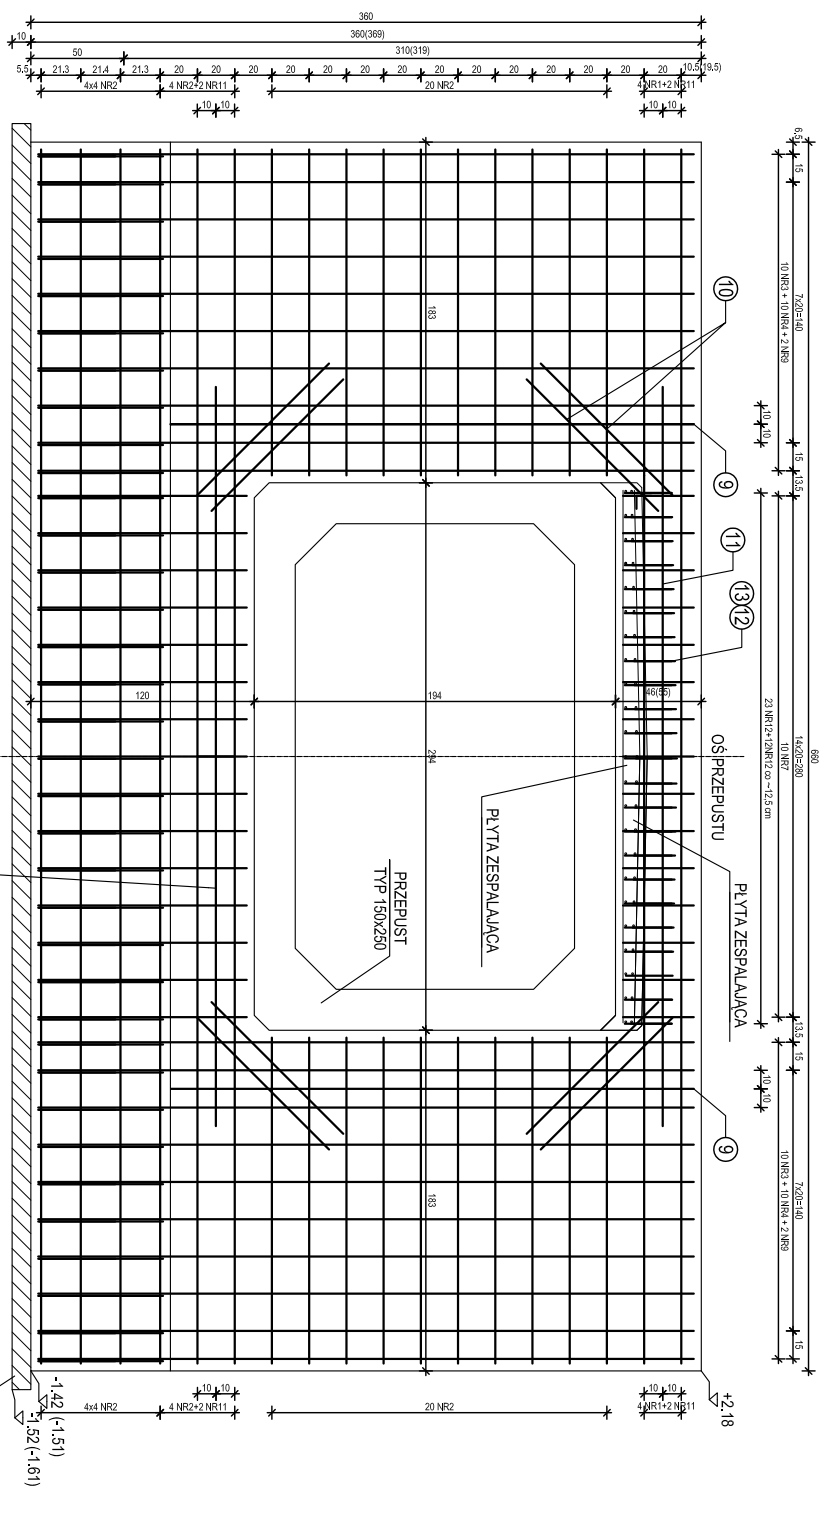 360
360(369)
10
50
310(319)
5,5
21.3
21.4
21.3
20
20
20
20
20
20
20
20
20
20
20
20
20
20
10,5(19,5)
4x4 NR2
4 NR2+2 NR11
20 NR2
4 NR1+2 NR11
10
10
10
10
660
6,5
15
7x20=140
15
13,5
14x20=280
13,5
15
7x20=140
15
10 NR3 + 10 NR4 + 2 NR9
10 NR7
10 NR3 + 10 NR4 + 2 NR9
10
10
23 NR12+12NR12 co ~12,5 cm
10
10
10
9
11
13
12
9
183
294
183
120
194
46(55)
OŚ PRZEPUSTU
PŁYTA ZESPALAJĄCA
PŁYTA ZESPALAJĄCA
PRZEPUST
TYP 150x250
+2.18
-1.42 (-1.51)
-1.52 (-1.61)
10
10
10
10
4x4 NR2
4 NR2+2 NR11
20 NR2
4 NR1+2 NR11